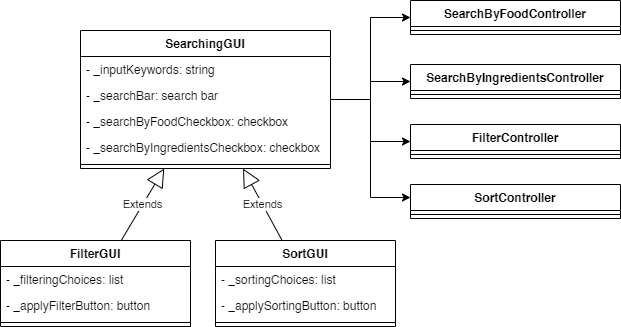 SearchingGUI
- _inputKeywords: string
- _searchBar: search bar
- _searchByFoodCheckbox: checkbox
- _searchByIngredientsCheckbox: checkbox
SearchByFoodController
SearchByIngredientsController
FilterController
SortController
Extends
Extends
FilterGUI
- _filteringChoices: list
- _applyFilterButton: button
SortGUI
- _sortingChoices: list
- _applySortingButton: button